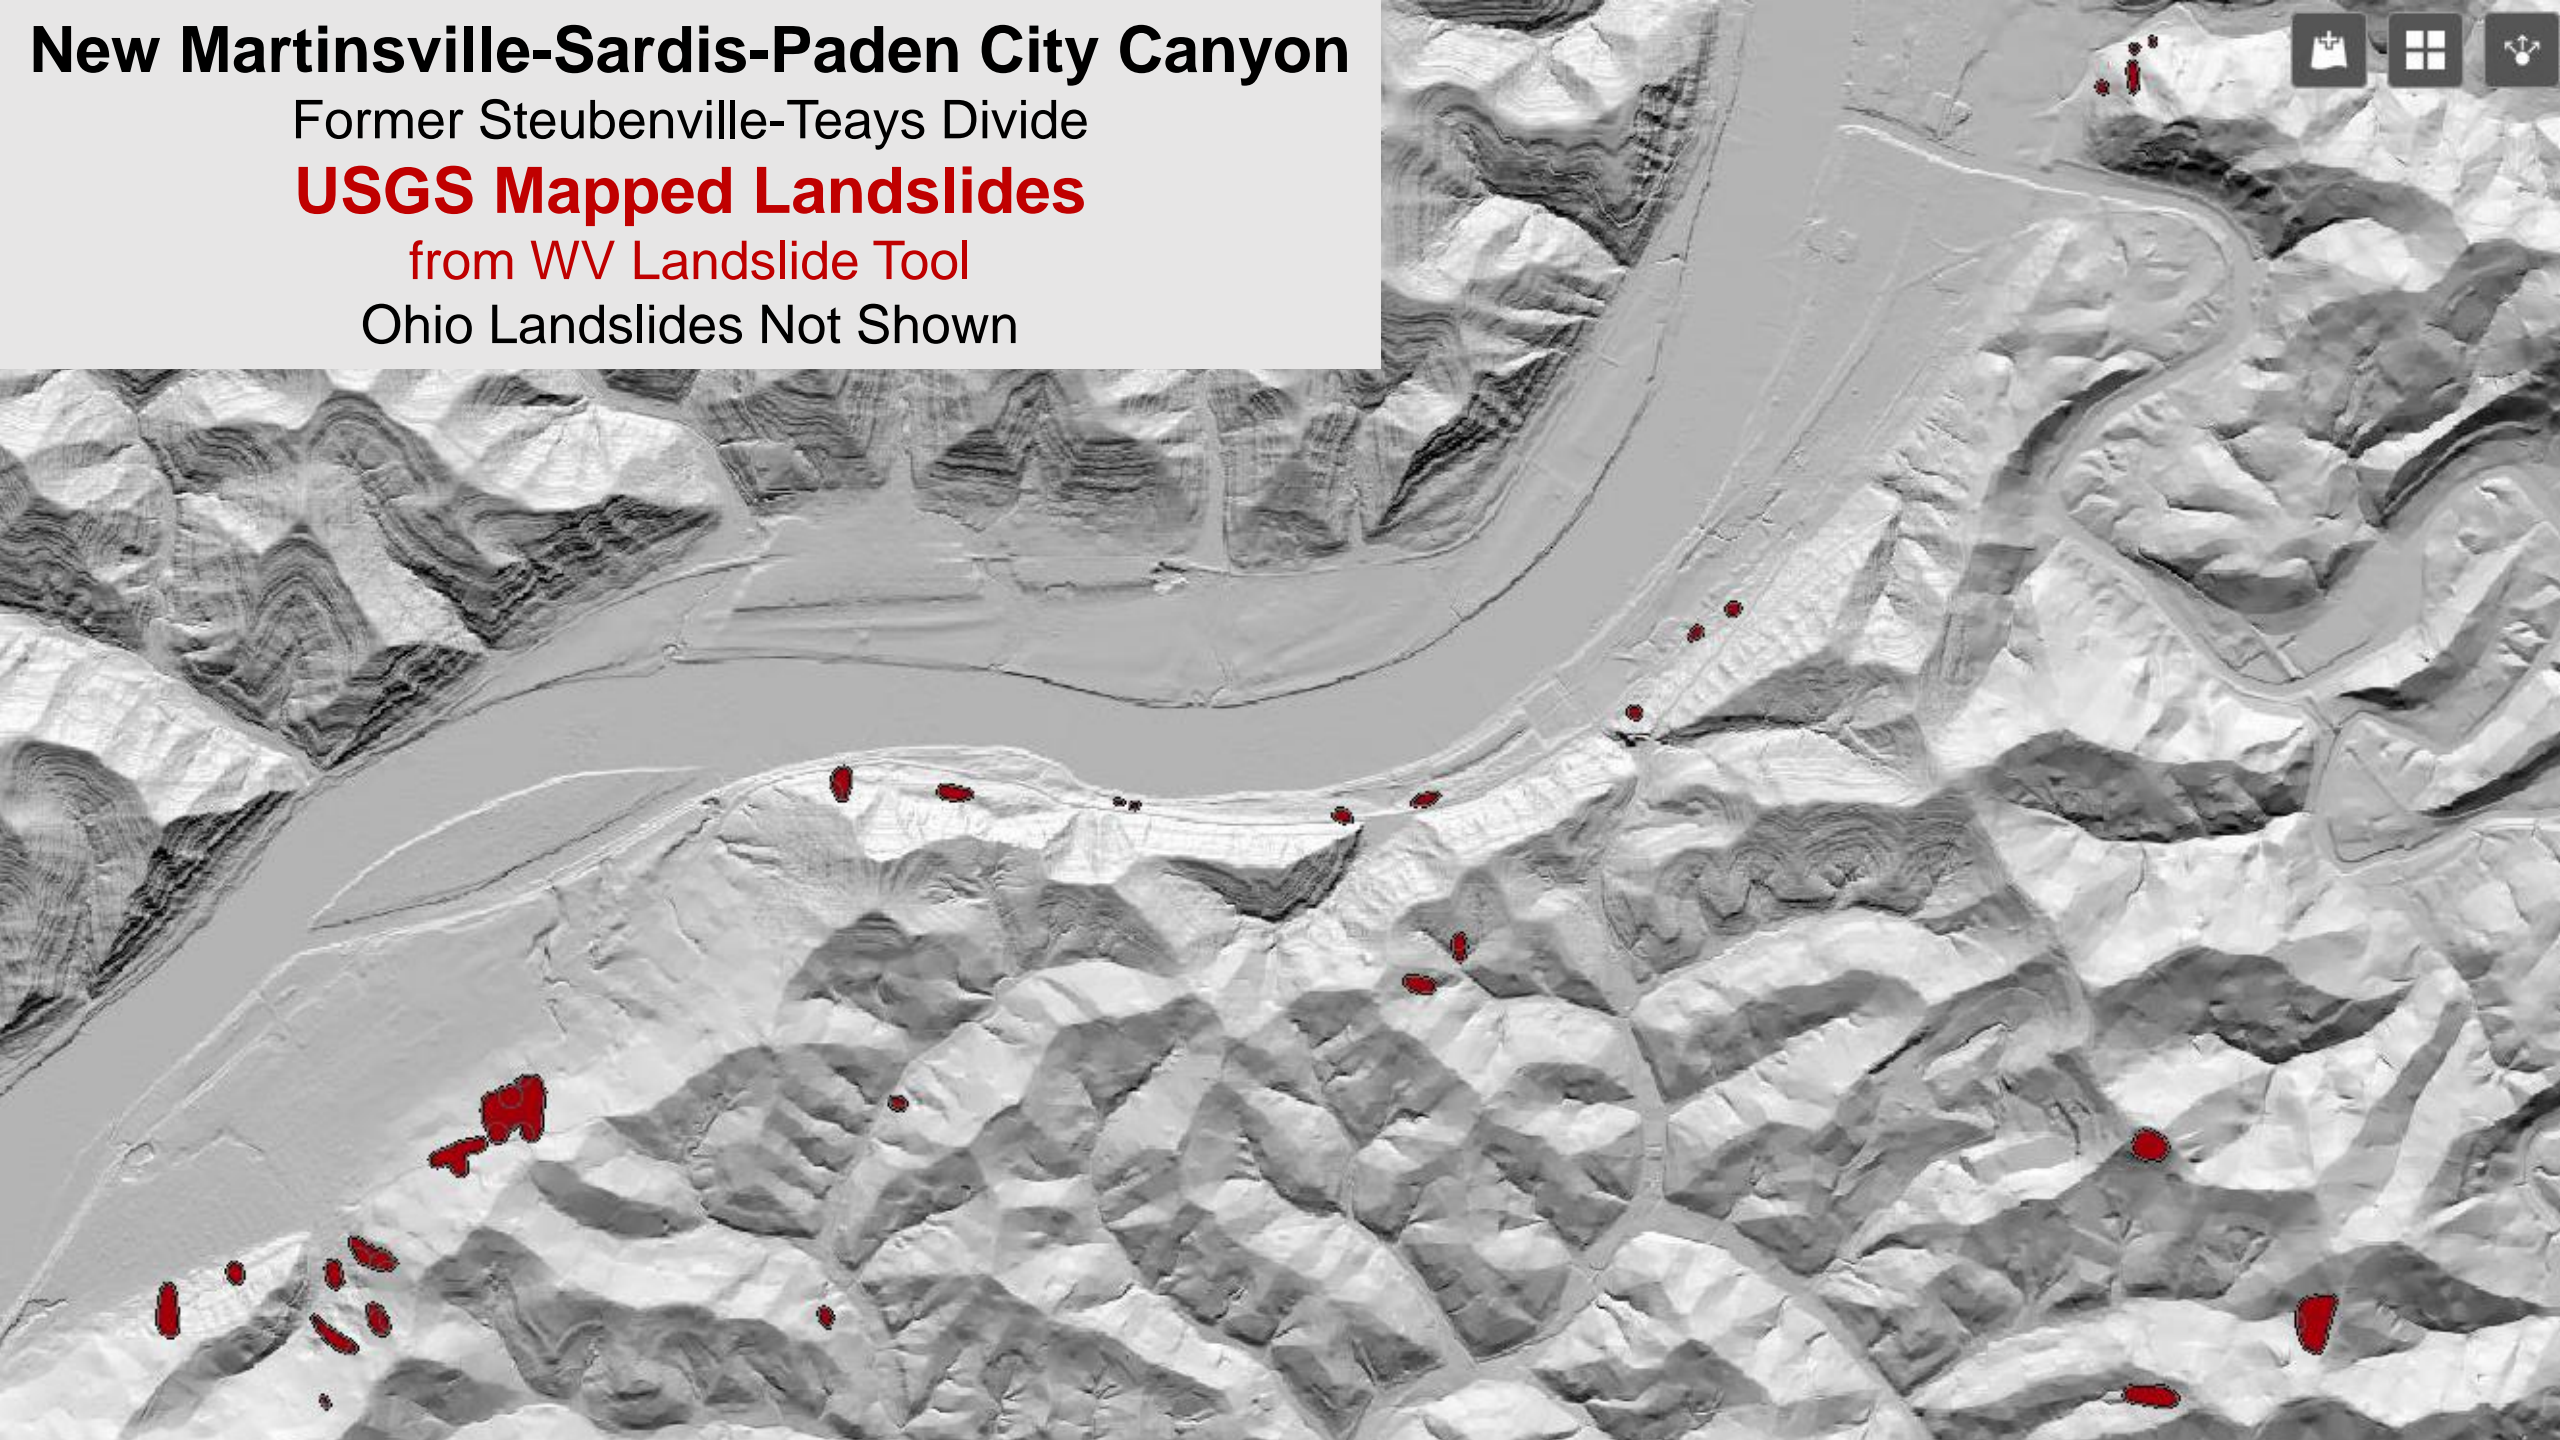 New Martinsville-Sardis-Paden City Canyon
Former Steubenville-Teays Divide
USGS Mapped Landslides
from WV Landslide Tool
Ohio Landslides Not Shown